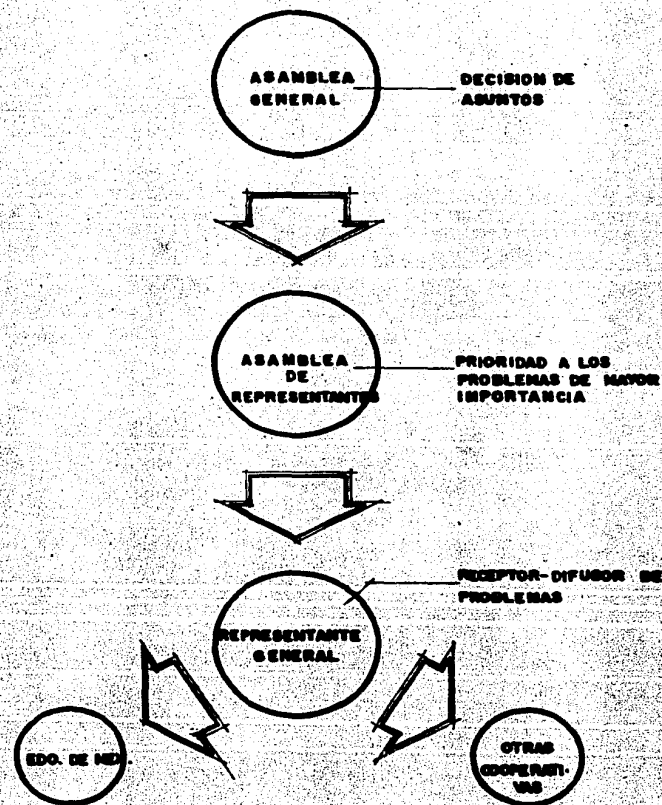 ASAMBLEA
GENERAL
DECISION DE
ASUNTOS
ASAMBLEA
DE
REPRESENTANTES
PRIORIDAD A LOS
PROBLEMAS DE MAYOR
IMPORTANCIA
RECEPTOR-DIFUSOR DE
PROBLEMAS
REPRESENTANTE
GENERAL
EDO. DE MEX.
OTRAS
COOPERATI-
VAS